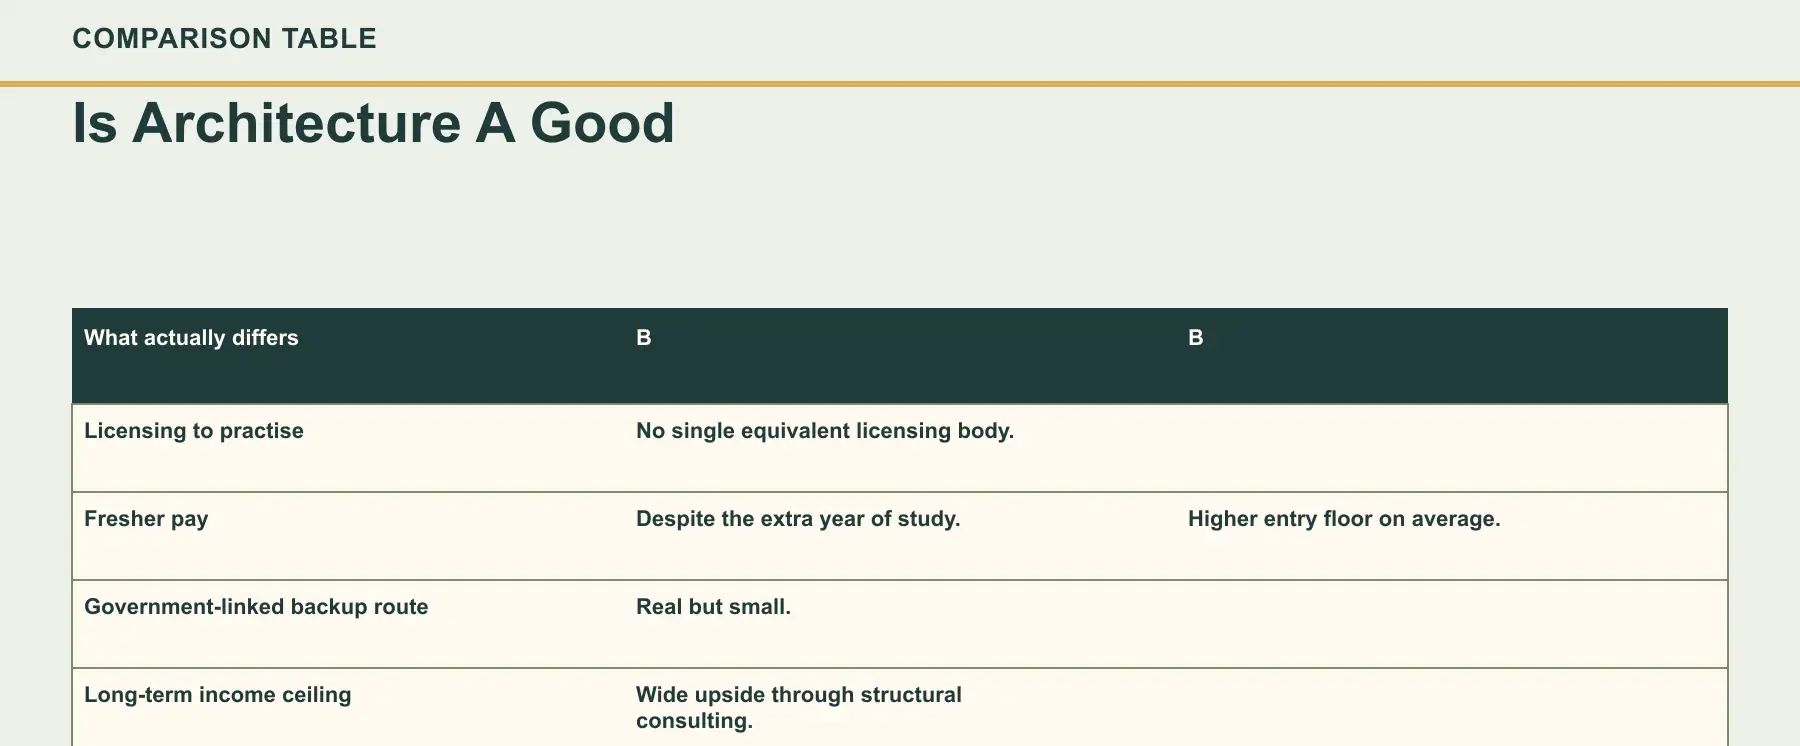 COMPARISON TABLE
Is Architecture A Good
What actually differs B B
Licensing to practise No single equivalent licensing body.
Fresher pay Despite the extra year of study. Higher entry floor on average.
Government-linked backup route Real but small.
Long-term income ceiling Wide upside through structural
consulting.